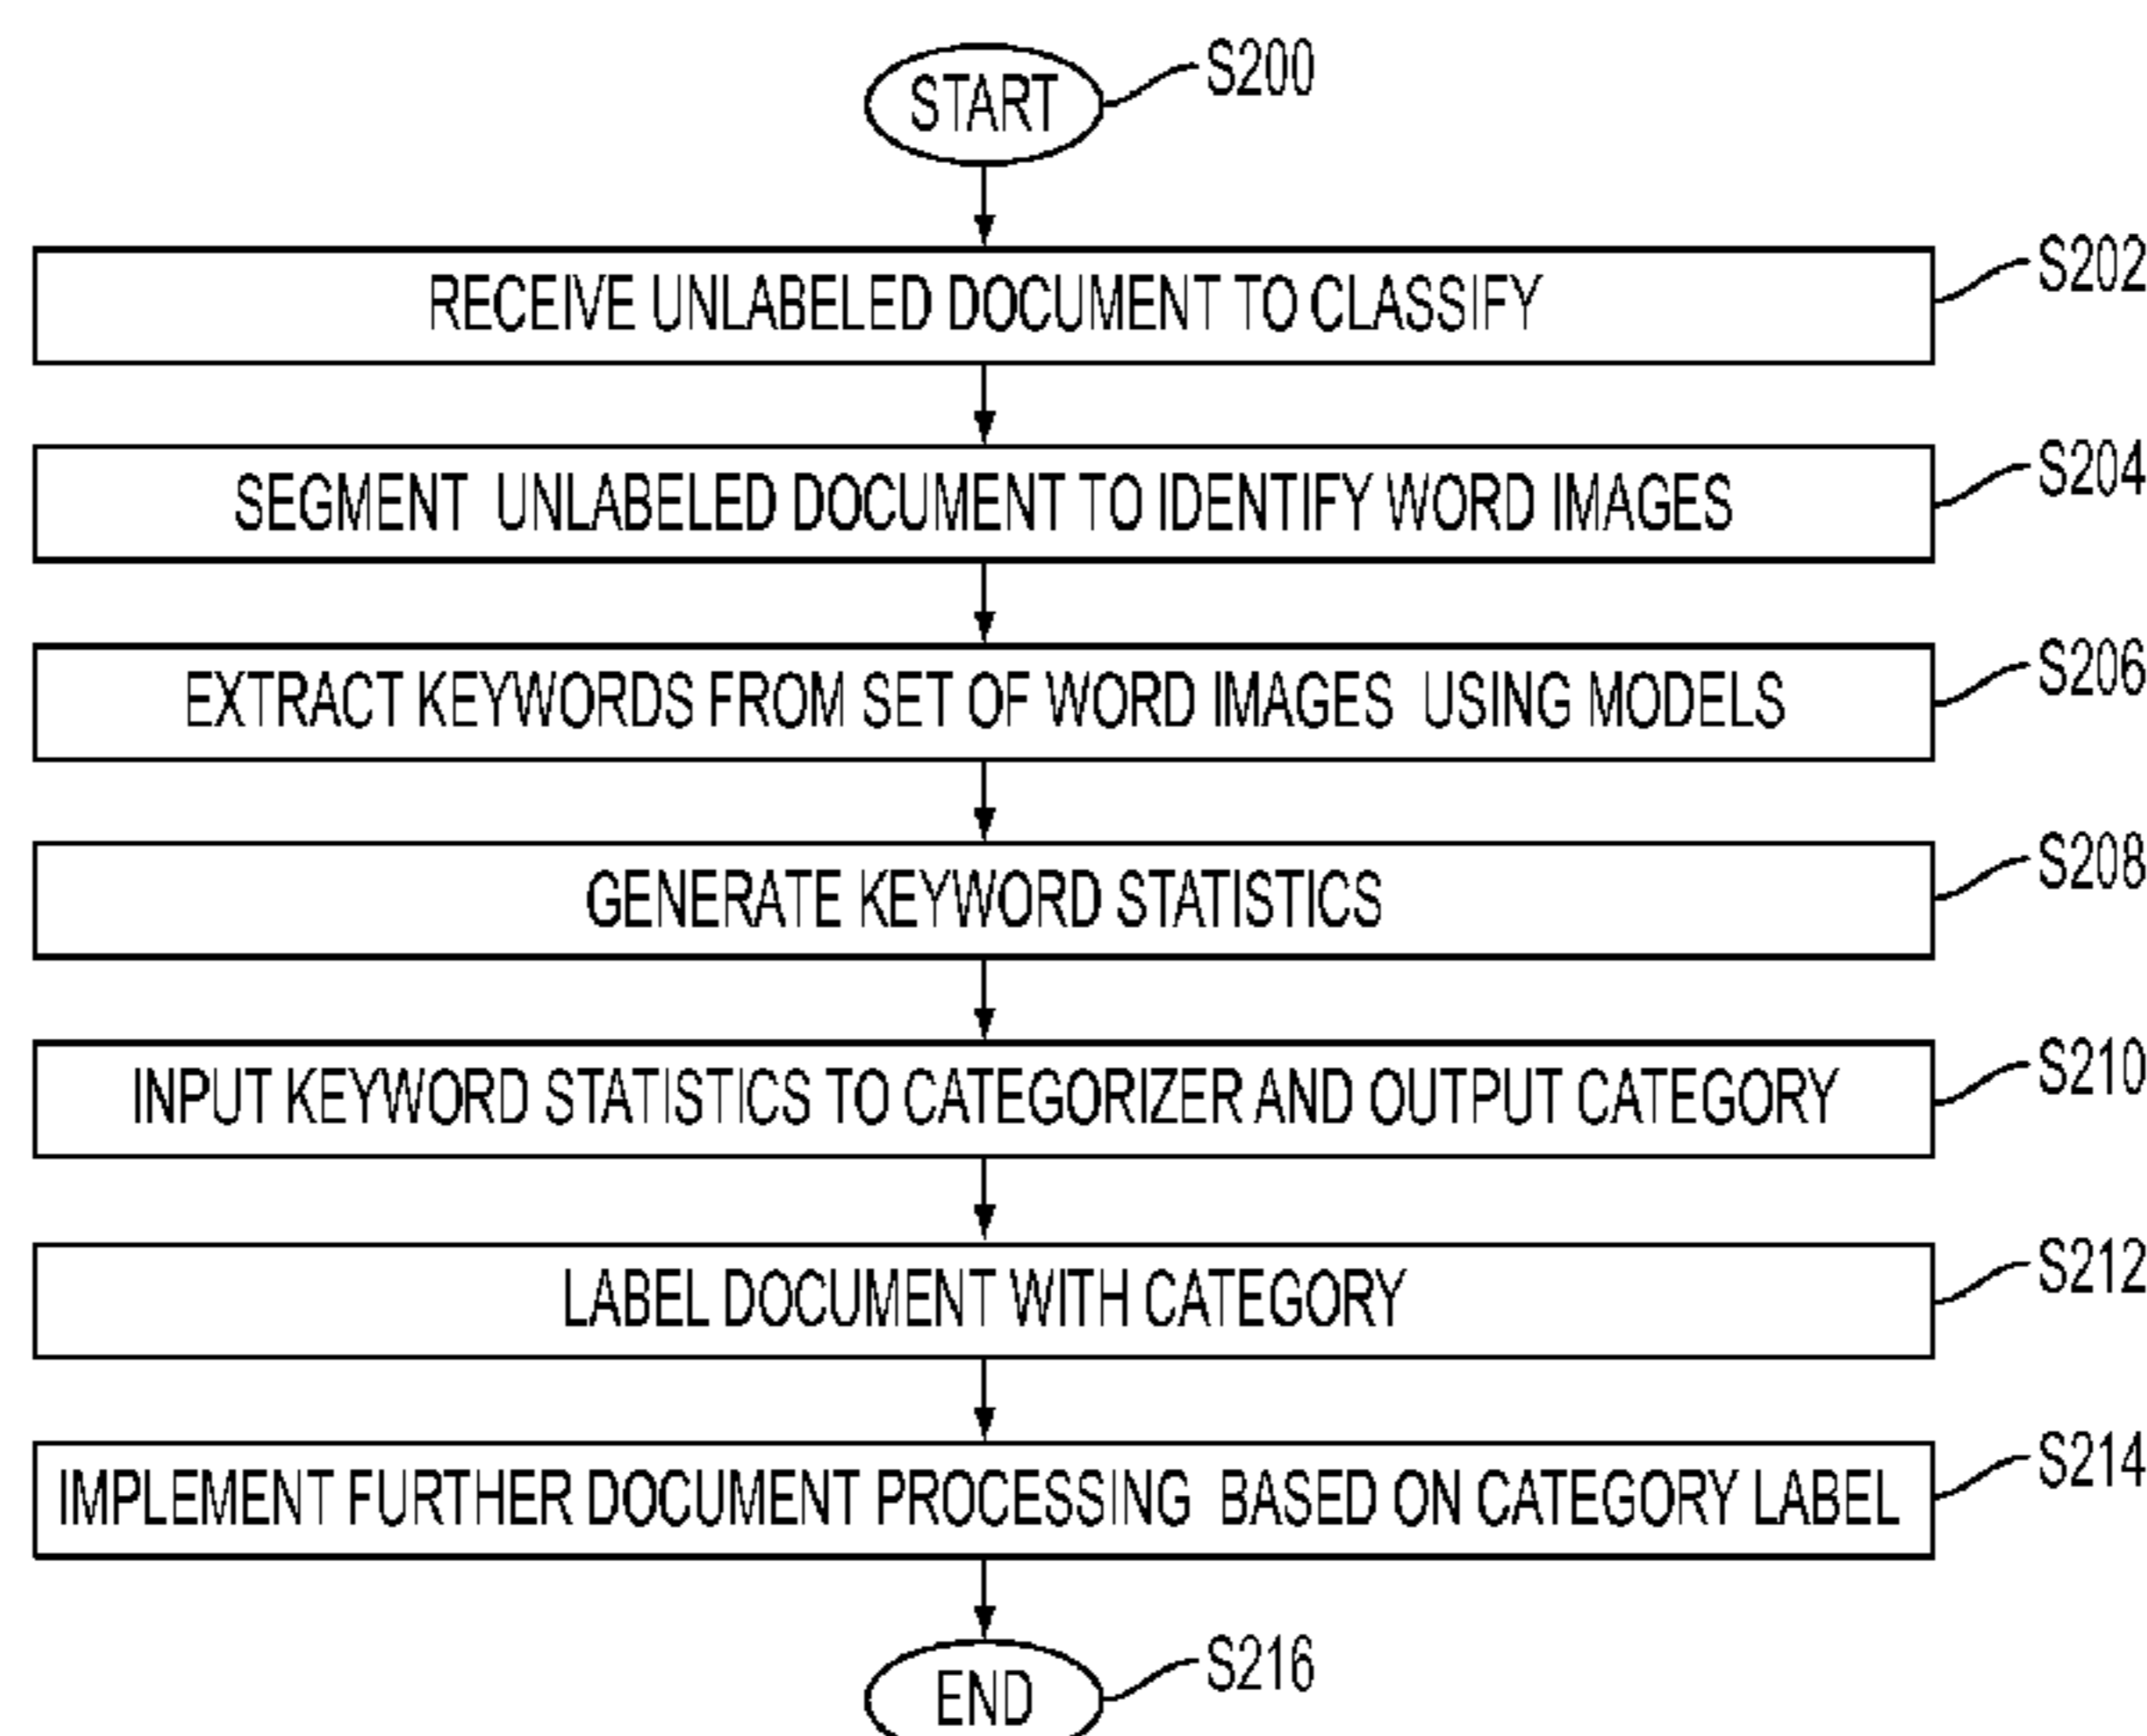 START
S200
RECEIVE UNLABELED DOCUMENT TO CLASSIFY
S202
SEGMENT UNLABELED DOCUMENT TO IDENTIFY WORD IMAGES
S204
EXTRACT KEYWORDS FROM SET OF WORD IMAGES USING MODELS
S206
GENERATE KEYWORD STATISTICS
S208
INPUT KEYWORD STATISTICS TO CATEGORIZER AND OUTPUT CATEGORY
S210
LABEL DOCUMENT WITH CATEGORY
S212
IMPLEMENT FURTHER DOCUMENT PROCESSING BASED ON CATEGORY LABEL
S214
END
S216